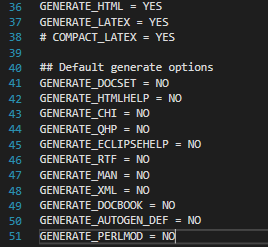 36 GENERATE_HTML = YES
37 GENERATE_LATEX = YES
38 # COMPACT_LATEX = YES
39
40 ## Default generate options
41 GENERATE_DOCSET = NO
42 GENERATE_HTMLHELP = NO
43 GENERATE_CHI = NO
44 GENERATE_QHP = NO
45 GENERATE_ECLIPSEHELP = NO
46 GENERATE_RTF = NO
47 GENERATE_MAN = NO
48 GENERATE_XML = NO
49 GENERATE_DOCBOOK = NO
50 GENERATE_AUTOGEN_DEF = NO
51 GENERATE_PERLMOD = NO